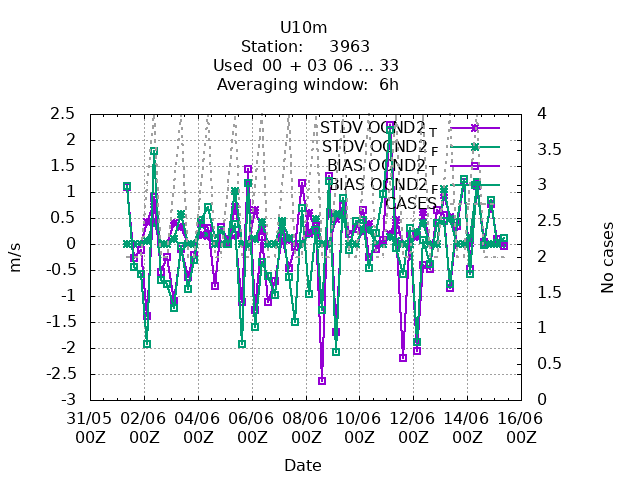 U10m
Station: 3963
Used 00 + 03 06 ... 33
Averaging window: 6h
2.5
2
1.5
1
0.5
0
-0.5
-1
-1.5
-2
-2.5
-3
m/s
STDV OCND2 T
STDV OCND2 F
BIAS OCND2 T
BIAS OCND2 F
CASES
4
3.5
3
2.5
2
1.5
1
0.5
0
No cases
31/05 02/06 04/06 06/06 08/06 10/06 12/06 14/06 16/06
00Z 00Z 00Z 00Z 00Z 00Z 00Z 00Z 00Z
Date